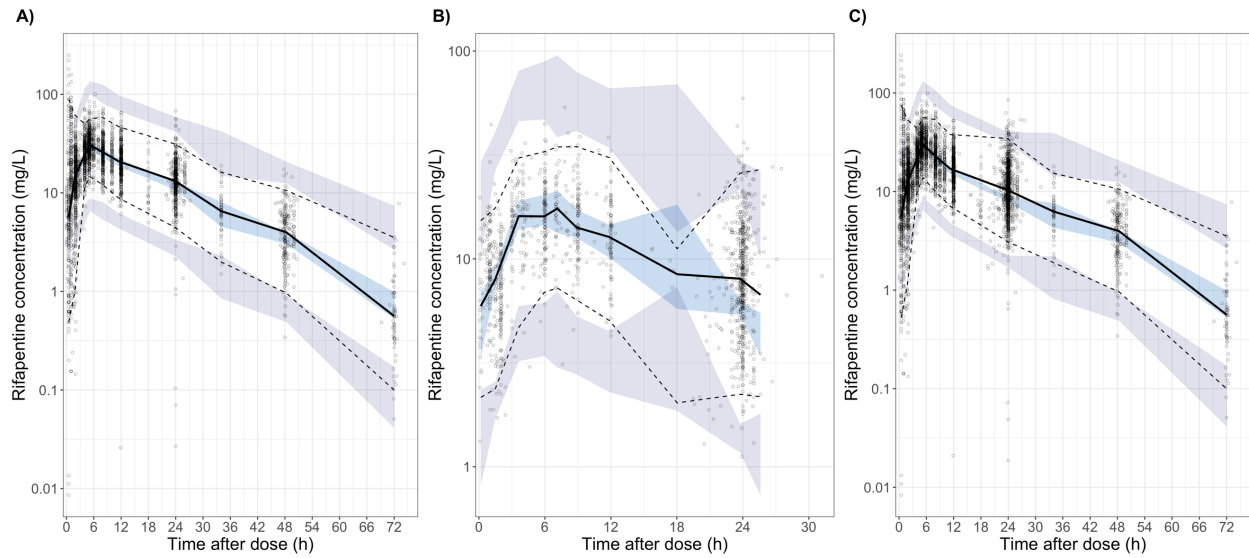 A)
Rifapentine concentration (mg/L)
100
10
1
0.1
0.01
0 6 12 18 24 30 36 42 48 54 60 66 72
Time after dose (h)
B)
Rifapentine concentration (mg/L)
100
10
1
0 6 12 18 24 30
Time after dose (h)
C)
Rifapentine concentration (mg/L)
100
10
1
0.1
0.01
0 6 12 18 24 30 36 42 48 54 60 66 72
Time after dose (h)